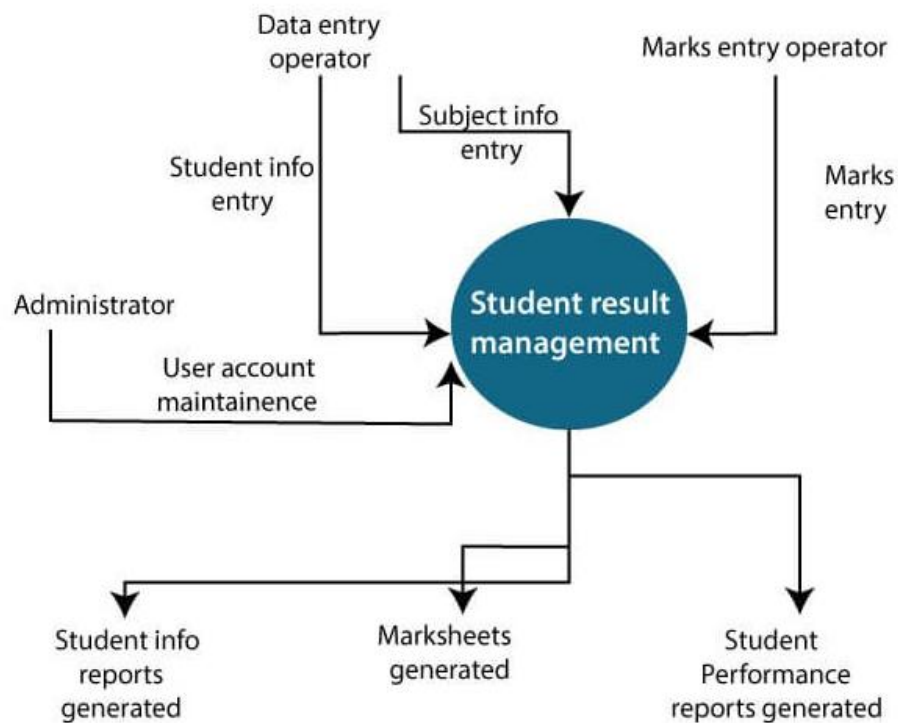 Data entry
operator
Marks entry operator
Subject info
entry
Student info
entry
Marks
entry
Administrator
Student result
management
User account
maintainence
Student info
reports
generated
Marksheets
generated
Student
Performance
reports generated